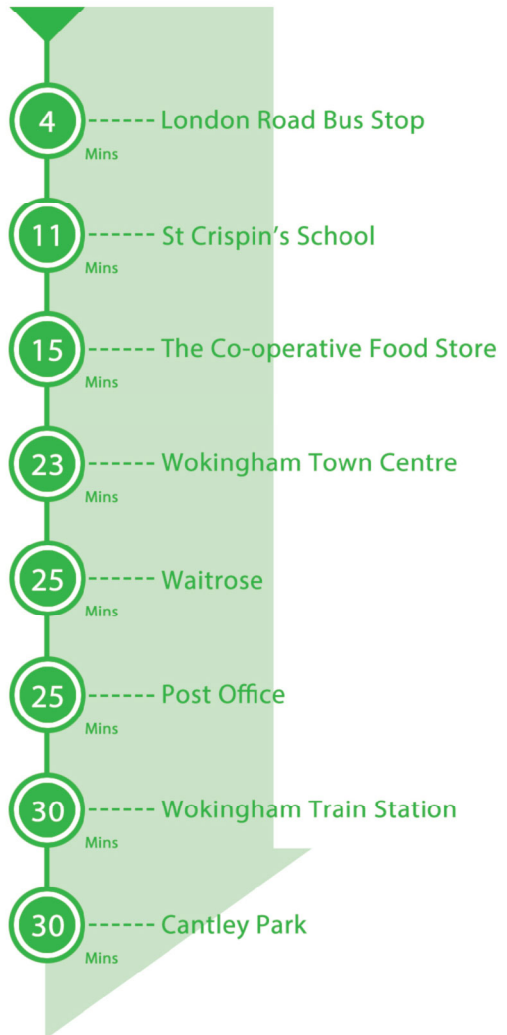 4 ------ London Road Bus Stop
Mins
11 ------ St Crispin's School
Mins
15 ------ The Co-operative Food Store
Mins
23 ------ Wokingham Town Centre
Mins
25 ------ Waitrose
Mins
25 ------ Post Office
Mins
30 ------ Wokingham Train Station
Mins
30 ------ Cantley Park
Mins